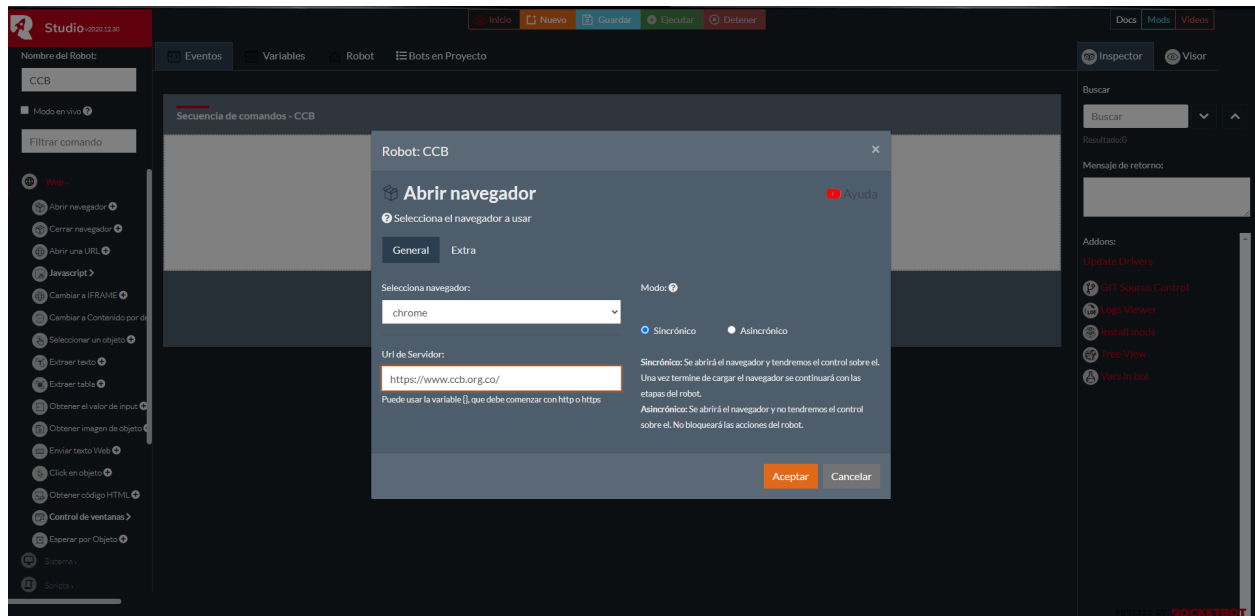 Studio v2020.12.30
Inicio Nuevo Guardar Ejecutar Detener
Docs Mods Videos
Nombre del Robot:
CCB
Modo en vivo
Filtrar comando
Web
Abrir navegador
Cerrar navegador
Abrir una URL
Javascript
Cambiar a IFRAME
Cambiar a Contenido por de
Seleccionar un objeto
Extraer texto
Extraer tabla
Obtener el valor de input
Obtener imagen de objeto
Enviar texto Web
Click en objeto
Obtener código HTML
Control de ventanas
Esperar por Objeto
Sistema
Scripts
Eventos Variables Robot Bots en Proyecto
Secuencia de comandos - CCB
Robot: CCB ×
Abrir navegador
Ayuda
Selecciona el navegador a usar
General Extra
Selecciona navegador:
chrome
Url de Servidor:
https://www.ccb.org.co/
Puede usar la variable {}, que debe comenzar con http o https
Modo:
Sincrónico Asincrónico
Sincrónico: Se abrirá el navegador y tendremos el control sobre el.
Una vez termine de cargar el navegador se continuará con las
etapas del robot.
Asincrónico: Se abrirá el navegador y no tendremos el control
sobre el. No bloqueará las acciones del robot.
Aceptar Cancelar
Inspector Visor
Buscar
Buscar
Resultado:0
Mensaje de retorno:
Addons:
Update Drivers
GIT Source Control
Logs Viewer
Install mods
Tree View
Vars in bot
POWERED BY ROCKETBOT